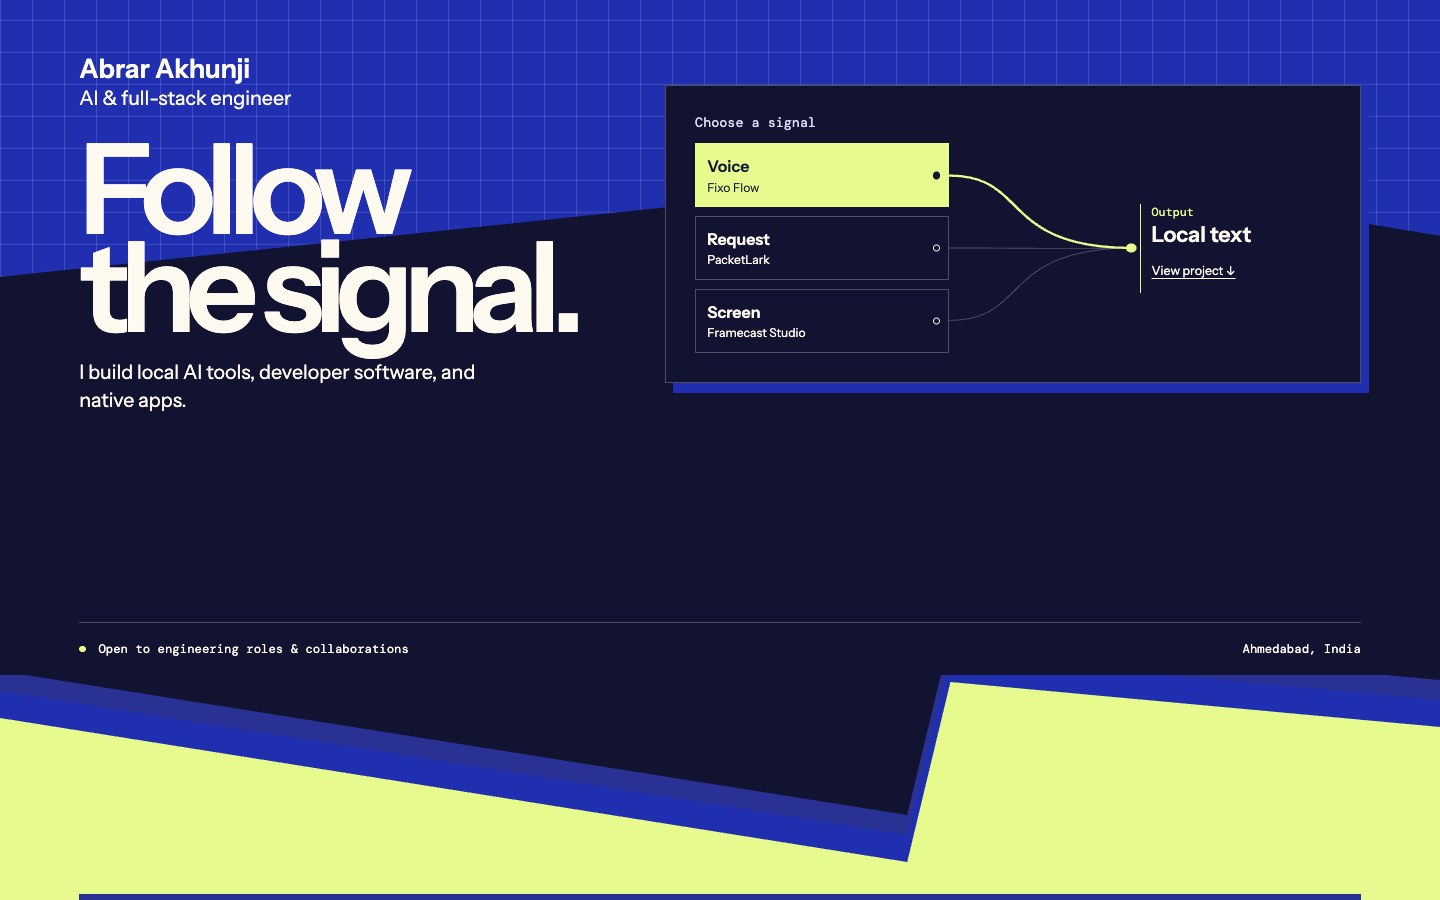 Abrar Akhunji
AI & full-stack engineer
Follow
the signal.
I build local AI tools, developer software, and
native apps.
Choose a signal
Voice
Fixo Flow
Request
PacketLark
Screen
Framecast Studio
Output
Local text
View project ↓
Open to engineering roles & collaborations
Ahmedabad, India